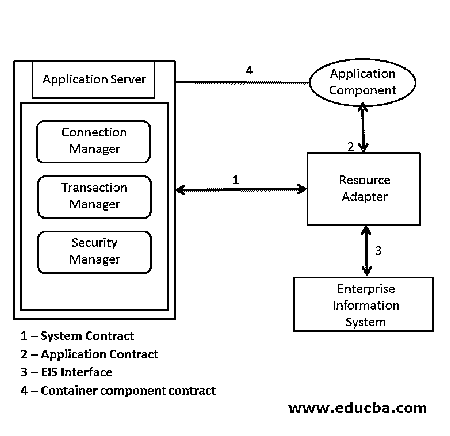 Application Server
4
Application
Component
Connection
Manager
2
Transaction
Manager
1
Resource
Adapter
Security
Manager
3
Enterprise
Information
System
1 – System Contract
2 – Application Contract
3 – EIS Interface
4 – Container component contract
www.educba.com